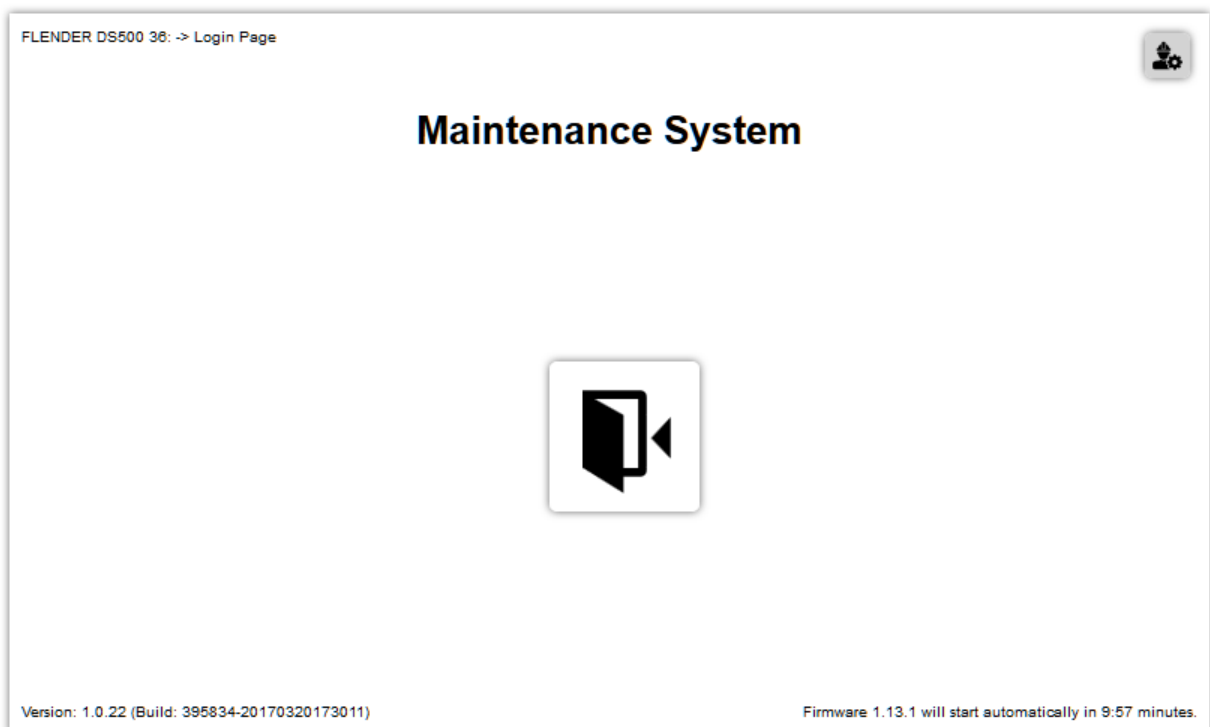 FLENDER DS500 36: -> Login Page
Maintenance System
Version: 1.0.22 (Build: 395834-20170320173011)
Firmware 1.13.1 will start automatically in 9:57 minutes.